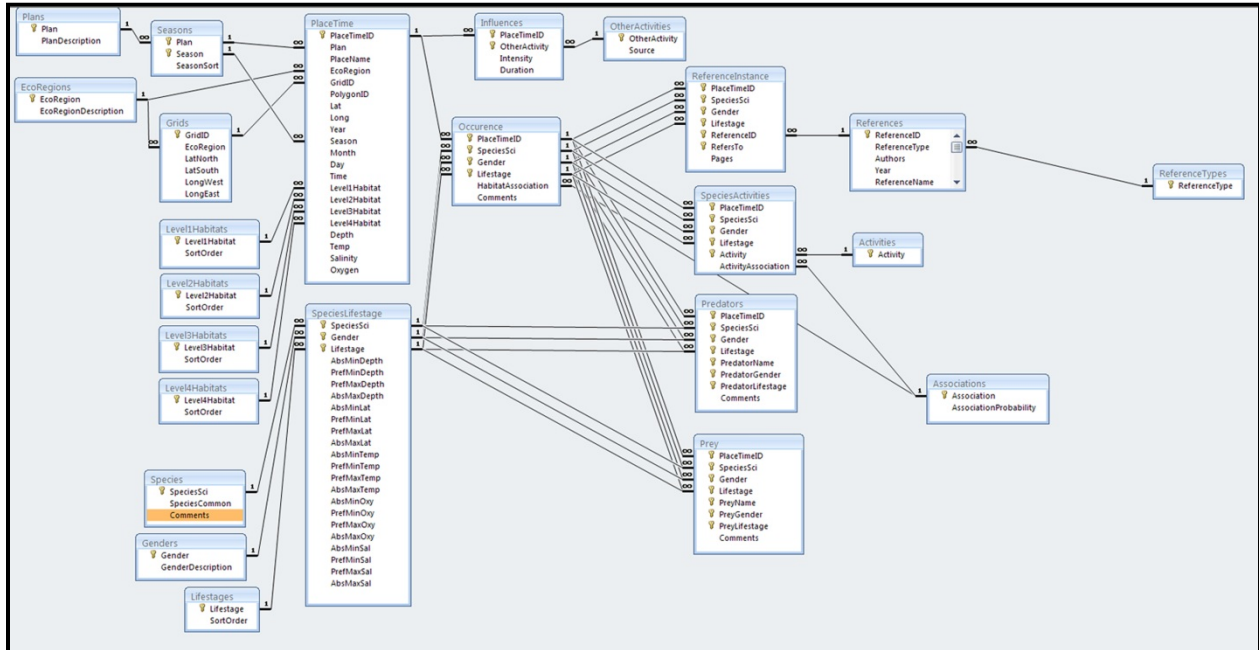 Plans
Plan
PlanDescription
Seasons
Plan
Season
SeasonSort
EcoRegions
EcoRegion
EcoRegionDescription
Grids
GridID
EcoRegion
LatNorth
LatSouth
LongWest
LongEast
Level1Habitats
Level1Habitat
SortOrder
Level2Habitats
Level2Habitat
SortOrder
Level3Habitats
Level3Habitat
SortOrder
Level4Habitats
Level4Habitat
SortOrder
Species
SpeciesSci
SpeciesCommon
Comments
Genders
Gender
GenderDescription
Lifestages
Lifestage
SortOrder
PlaceTime
PlaceTimeID
Plan
PlaceName
EcoRegion
GridID
PolygonID
Lat
Long
Year
Season
Month
Day
Time
Level1Habitat
Level2Habitat
Level3Habitat
Level4Habitat
Depth
Temp
Salinity
Oxygen
SpeciesLifestage
SpeciesSci
Gender
Lifestage
AbsMinDepth
PrefMinDepth
PrefMaxDepth
AbsMaxDepth
AbsMinLat
PrefMinLat
PrefMaxLat
AbsMaxLat
AbsMinTemp
PrefMinTemp
PrefMaxTemp
AbsMaxTemp
AbsMinOxy
PrefMinOxy
PrefMaxOxy
AbsMaxOxy
AbsMinSal
PrefMinSal
PrefMaxSal
AbsMaxSal
Influences
PlaceTimeID
OtherActivity
Intensity
Duration
OtherActivities
OtherActivity
Source
Occurence
PlaceTimeID
SpeciesSci
Gender
Lifestage
HabitatAssociation
Comments
ReferenceInstance
PlaceTimeID
SpeciesSci
Gender
Lifestage
ReferenceID
RefersTo
Pages
References
ReferenceID
ReferenceType
Authors
Year
ReferenceName
ReferenceTypes
ReferenceType
SpeciesActivities
PlaceTimeID
SpeciesSci
Gender
Lifestage
Activity
ActivityAssociation
Activities
Activity
Predators
PlaceTimeID
SpeciesSci
Gender
Lifestage
PredatorName
PredatorGender
PredatorLifestage
Comments
Associations
Association
AssociationProbability
Prey
PlaceTimeID
SpeciesSci
Gender
Lifestage
PreyName
PreyGender
PreyLifestage
Comments